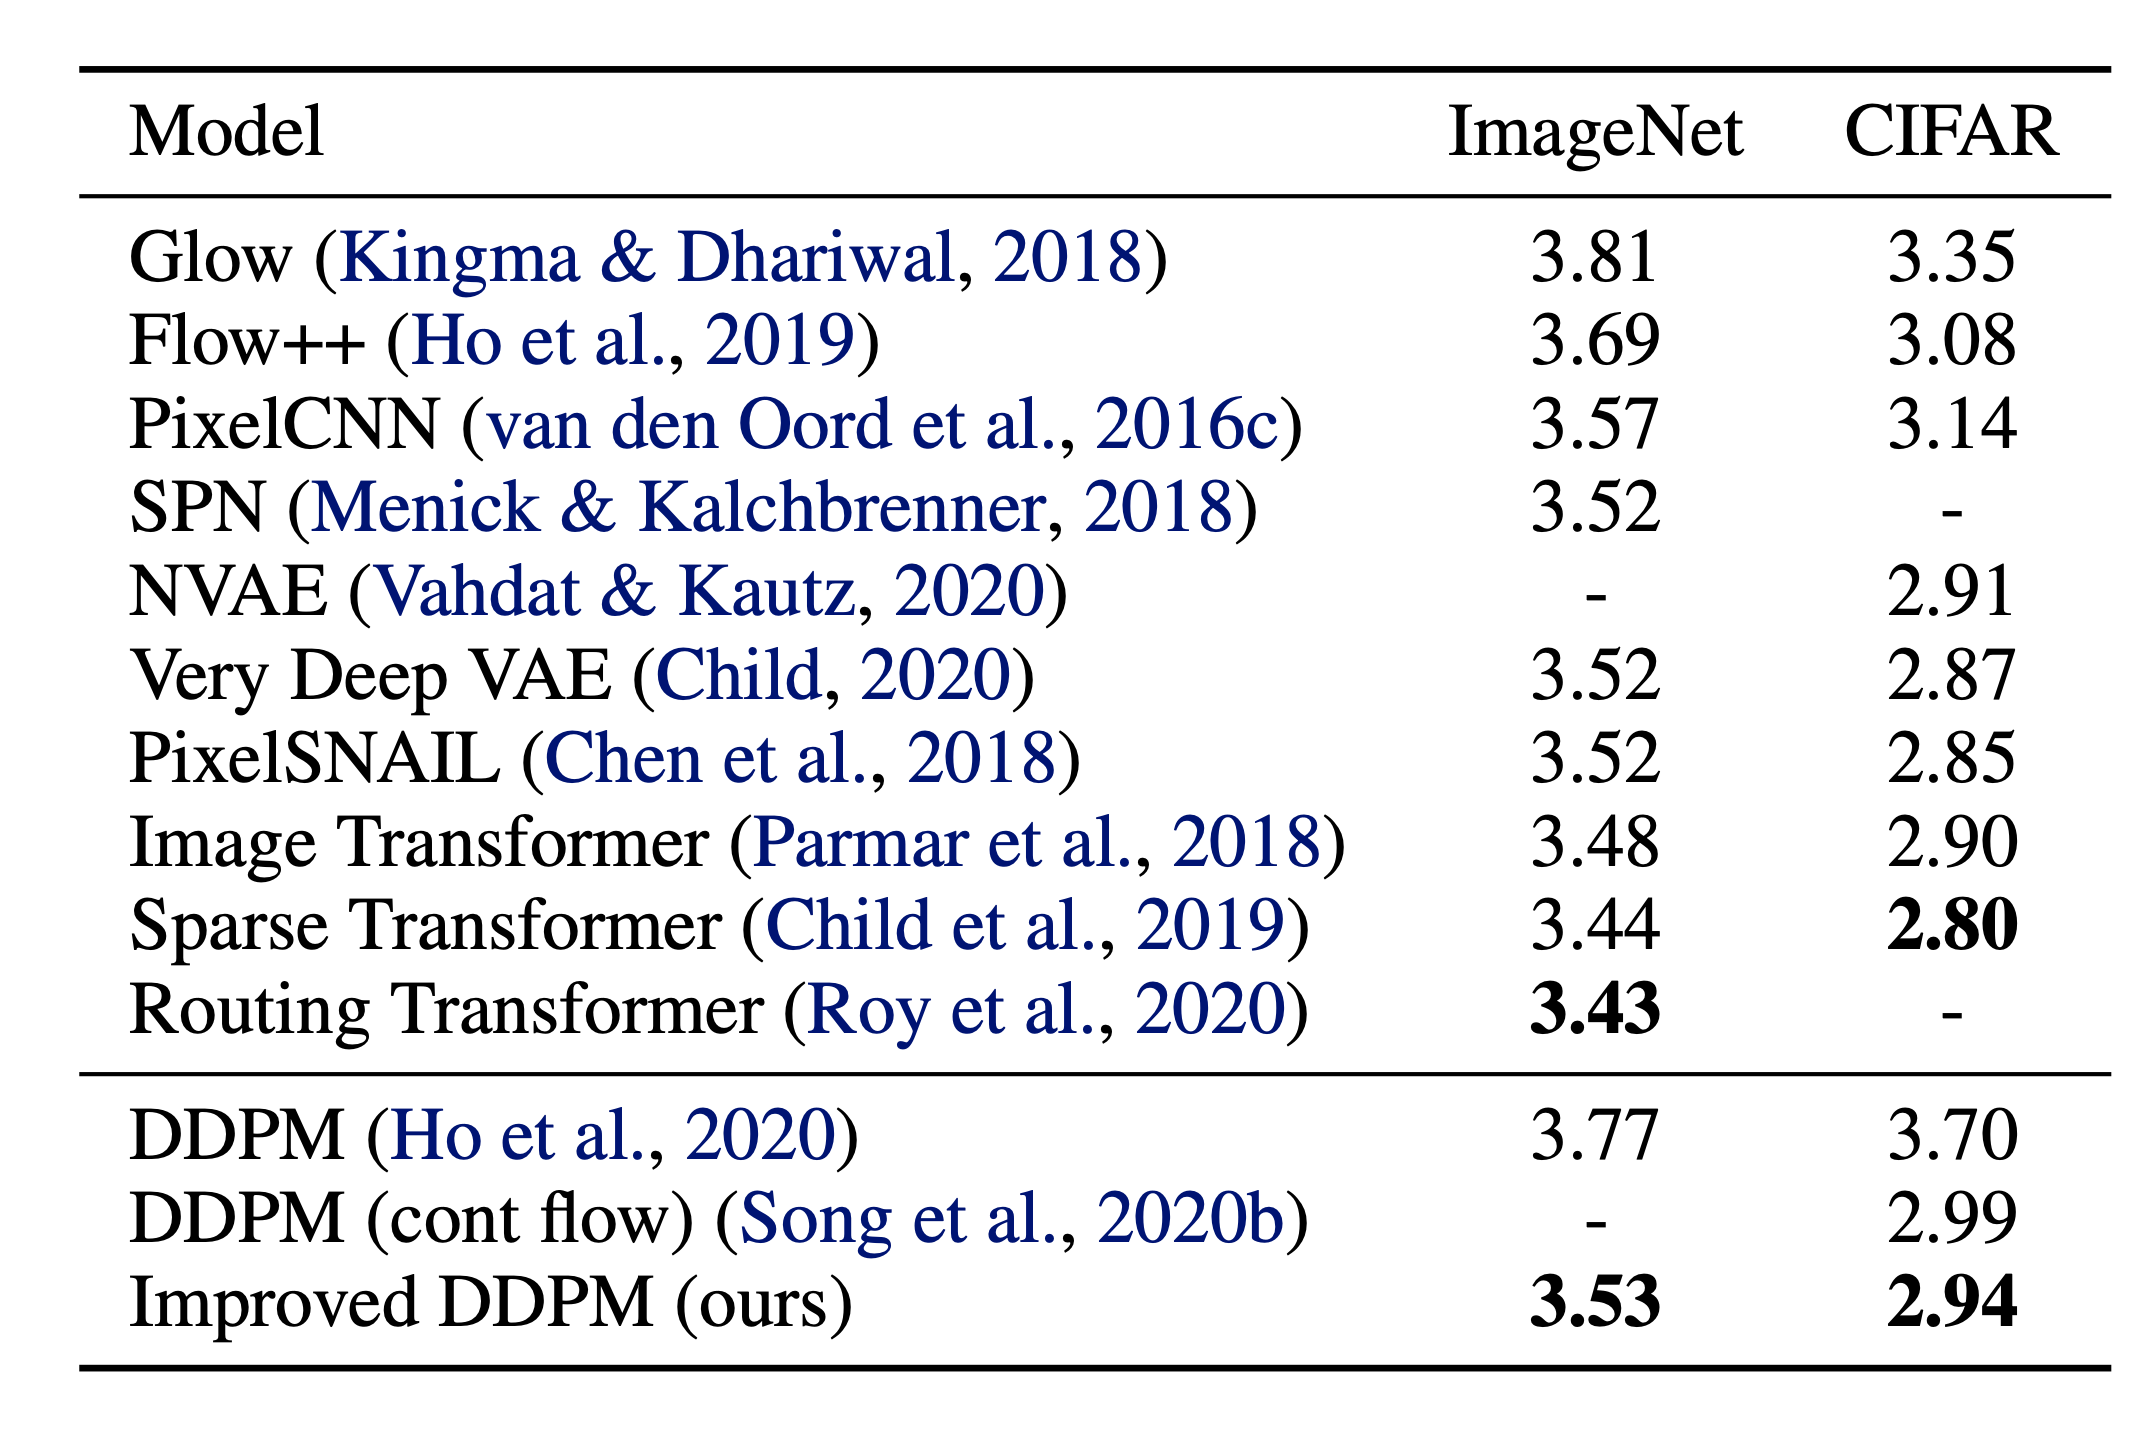 Model ImageNet CIFAR
Glow (Kingma & Dhariwal, 2018) 3.81 3.35
Flow++ (Ho et al., 2019) 3.69 3.08
PixelCNN (van den Oord et al., 2016c) 3.57 3.14
SPN (Menick & Kalchbrenner, 2018) 3.52 -
NVAE (Vahdat & Kautz, 2020) - 2.91
Very Deep VAE (Child, 2020) 3.52 2.87
PixelSNAIL (Chen et al., 2018) 3.52 2.85
Image Transformer (Parmar et al., 2018) 3.48 2.90
Sparse Transformer (Child et al., 2019) 3.44 2.80
Routing Transformer (Roy et al., 2020) 3.43 -
DDPM (Ho et al., 2020) 3.77 3.70
DDPM (cont flow) (Song et al., 2020b) - 2.99
Improved DDPM (ours) 3.53 2.94